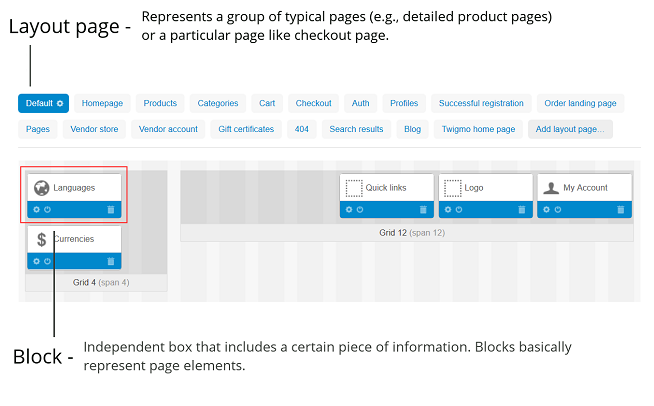 Layout page - Represents a group of typical pages (e.g., detailed product pages)
or a particular page like checkout page.
Default Homepage Products Categories Cart Checkout Auth Profiles Successful registration Order landing page
Pages Vendor store Vendor account Gift certificates 404 Search results Blog Twigmo home page Add layout page...
Languages Quick links Logo My Account
$ Currencies
Grid 12 (span 12)
Grid 4 (span 4)
Block - Independent box that includes a certain piece of information. Blocks basically
represent page elements.